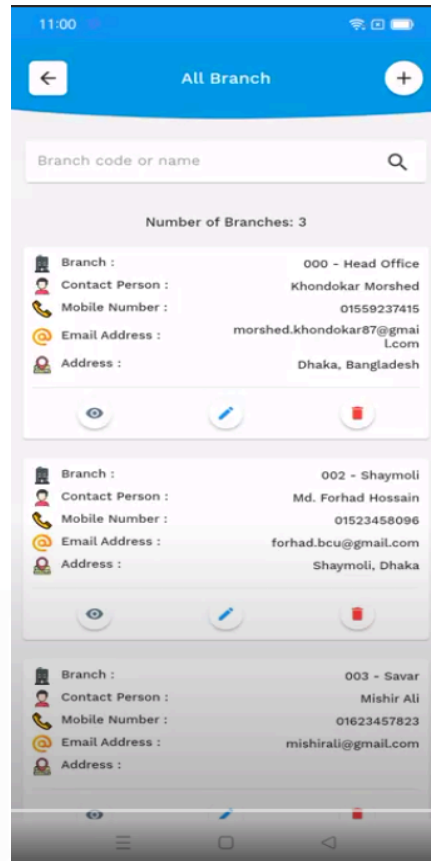 11:00
All Branch
Branch code or name
Number of Branches: 3
Branch : 000 - Head Office
Contact Person : Khondokar Morshed
Mobile Number : 01559237415
Email Address : morshed.khondokar87@gmai
l.com
Address : Dhaka, Bangladesh
Branch : 002 - Shaymoli
Contact Person : Md. Forhad Hossain
Mobile Number : 01523458096
Email Address : forhad.bcu@gmail.com
Address : Shaymoli, Dhaka
Branch : 003 - Savar
Contact Person : Mishir Ali
Mobile Number : 01623457823
Email Address : mishirali@gmail.com
Address :